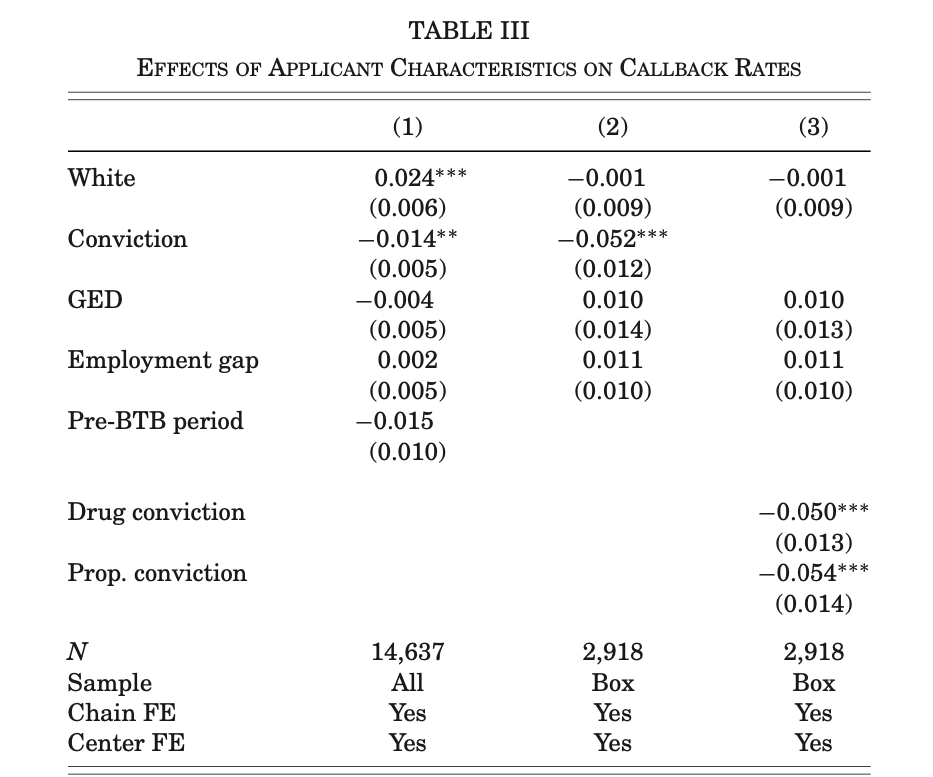 TABLE III
EFFECTS OF APPLICANT CHARACTERISTICS ON CALLBACK RATES
(1) (2) (3)
White 0.024*** −0.001 −0.001
(0.006) (0.009) (0.009)
Conviction −0.014** −0.052***
(0.005) (0.012)
GED −0.004 0.010 0.010
(0.005) (0.014) (0.013)
Employment gap 0.002 0.011 0.011
(0.005) (0.010) (0.010)
Pre-BTB period −0.015
(0.010)
Drug conviction −0.050***
(0.013)
Prop. conviction −0.054***
(0.014)
N 14,637 2,918 2,918
Sample All Box Box
Chain FE Yes Yes Yes
Center FE Yes Yes Yes